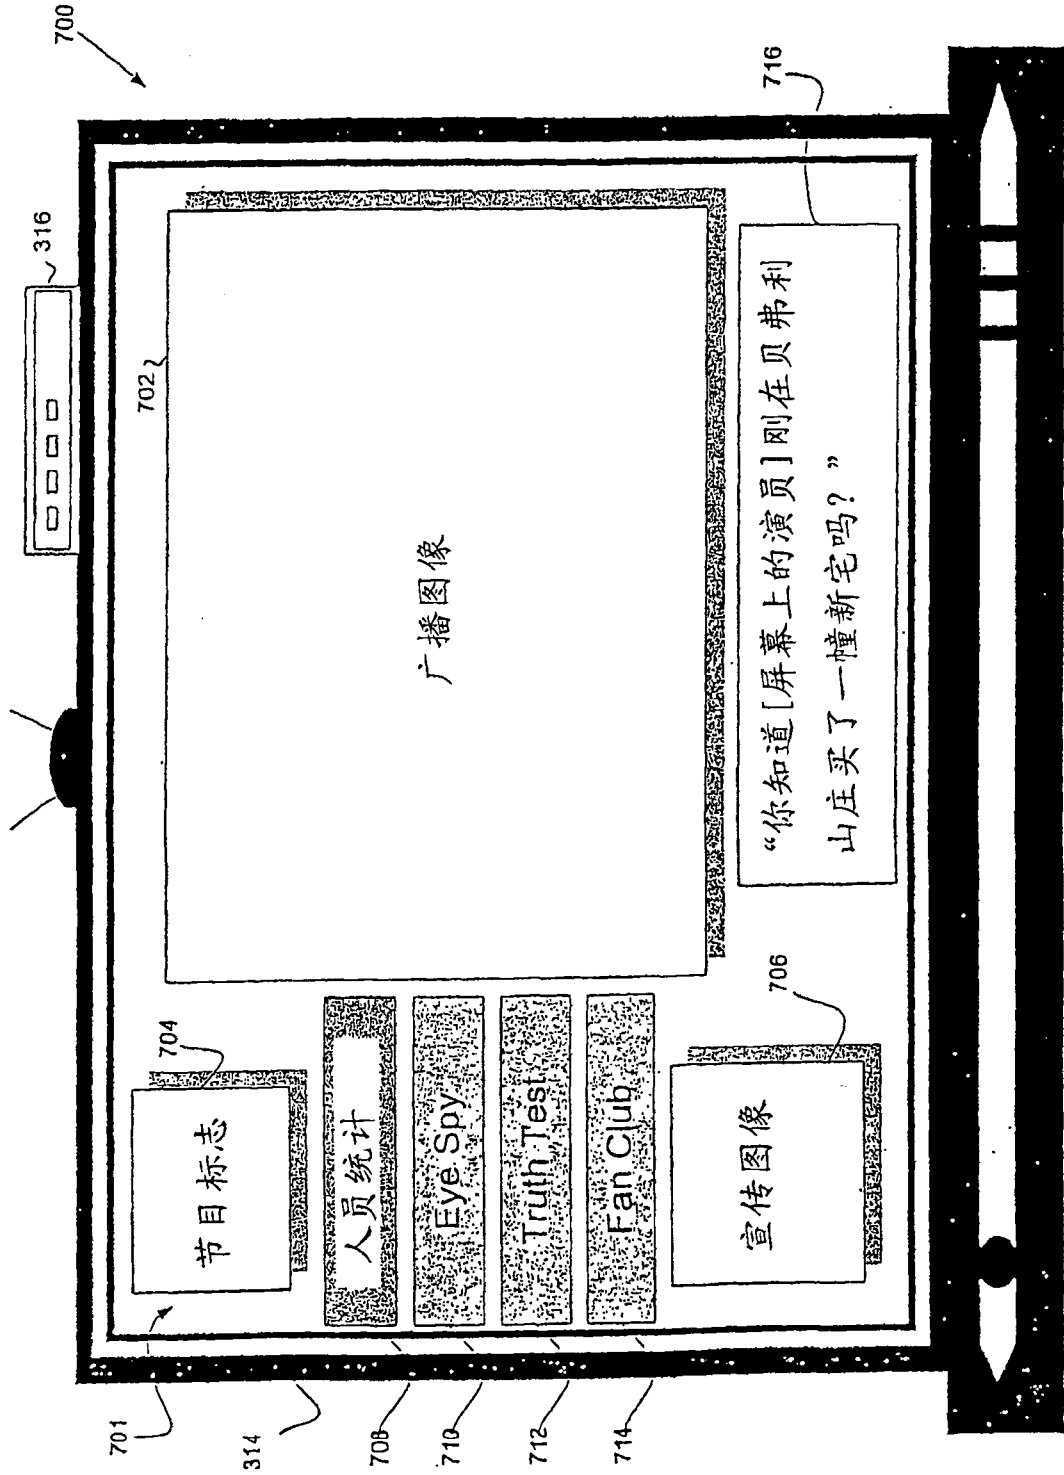 700
316
701
314
704
节目标志
702
广播图像
708
人员统计
710
Eye Spy
712
Truth Test
714
Fan Club
706
宣传图像
716
“你知道[屏幕上的演员]刚在贝弗利
山庄买了一幢新宅吗？”